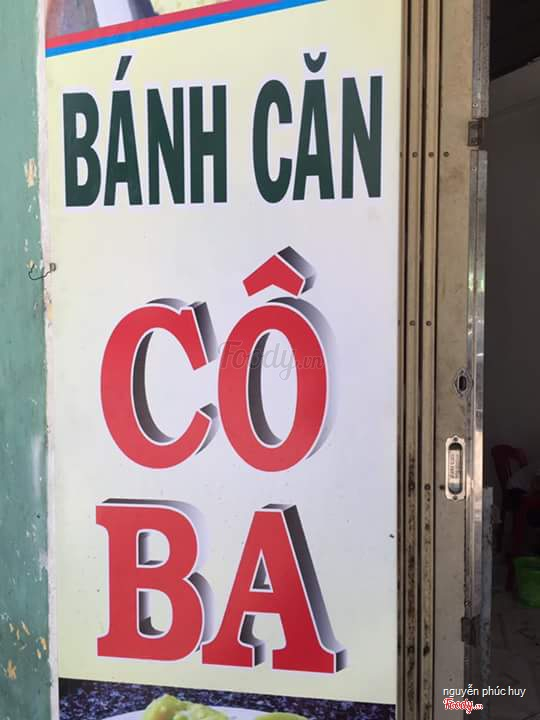 BÁNH CĂN
CÔ
BA
Foody.vn
nguyễn phúc huy
Foody.vn